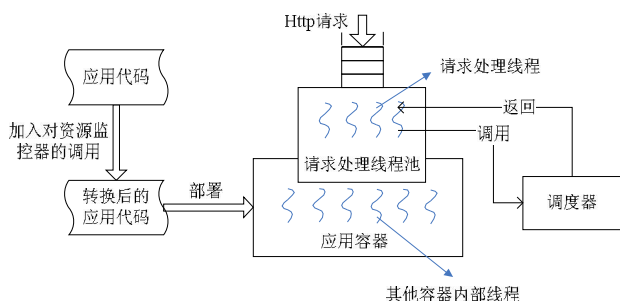 Http请求
应用代码
请求处理线程
返回
加入对资源监
控器的调用
调用
请求处理线程池
转换后的
应用代码
部署
调度器
应用容器
其他容器内部线程